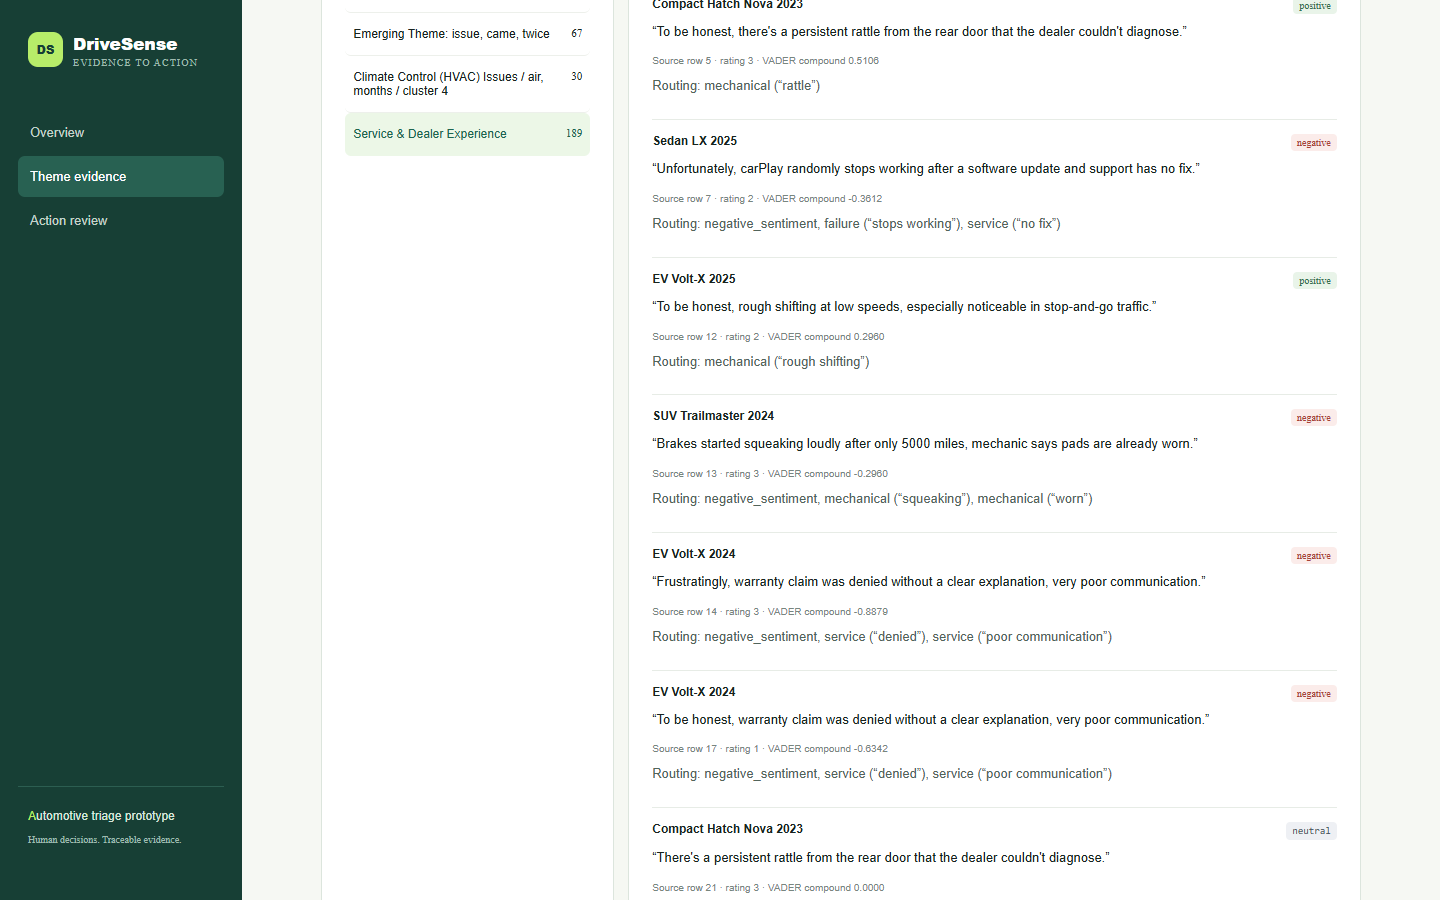 DS
DriveSense
EVIDENCE TO ACTION
Overview
Theme evidence
Action review
Automotive triage prototype
Human decisions. Traceable evidence.
Emerging Theme: issue, came, twice 67
Climate Control (HVAC) Issues / air, 30
months / cluster 4
Service & Dealer Experience 189
Compact Hatch Nova 2023 positive
“To be honest, there's a persistent rattle from the rear door that the dealer couldn't diagnose.”
Source row 5 · rating 3 · VADER compound 0.5106
Routing: mechanical (“rattle”)
Sedan LX 2025 negative
“Unfortunately, carPlay randomly stops working after a software update and support has no fix.”
Source row 7 · rating 2 · VADER compound -0.3612
Routing: negative_sentiment, failure (“stops working”), service (“no fix”)
EV Volt-X 2025 positive
“To be honest, rough shifting at low speeds, especially noticeable in stop-and-go traffic.”
Source row 12 · rating 2 · VADER compound 0.2960
Routing: mechanical (“rough shifting”)
SUV Trailmaster 2024 negative
“Brakes started squeaking loudly after only 5000 miles, mechanic says pads are already worn.”
Source row 13 · rating 3 · VADER compound -0.2960
Routing: negative_sentiment, mechanical (“squeaking”), mechanical (“worn”)
EV Volt-X 2024 negative
“Frustratingly, warranty claim was denied without a clear explanation, very poor communication.”
Source row 14 · rating 3 · VADER compound -0.8879
Routing: negative_sentiment, service (“denied”), service (“poor communication”)
EV Volt-X 2024 negative
“To be honest, warranty claim was denied without a clear explanation, very poor communication.”
Source row 17 · rating 1 · VADER compound -0.6342
Routing: negative_sentiment, service (“denied”), service (“poor communication”)
Compact Hatch Nova 2023 neutral
“There's a persistent rattle from the rear door that the dealer couldn't diagnose.”
Source row 21 · rating 3 · VADER compound 0.0000